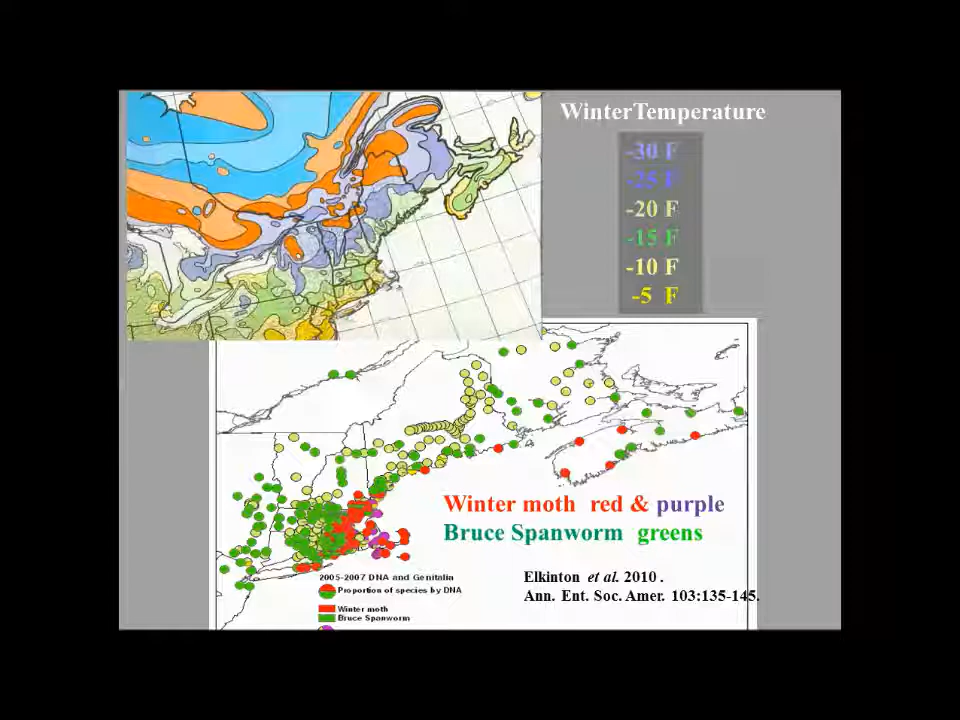 WinterTemperature
-30 F
-25 F
-20 F
-15 F
-10 F
-5 F
Winter moth red & purple
Bruce Spanworm greens
Elkinton et al. 2010 .
Ann. Ent. Soc. Amer. 103:135-145.
2005-2007 DNA and Genitalia
Proportion of species by DNA
Winter moth
Bruce Spanworm